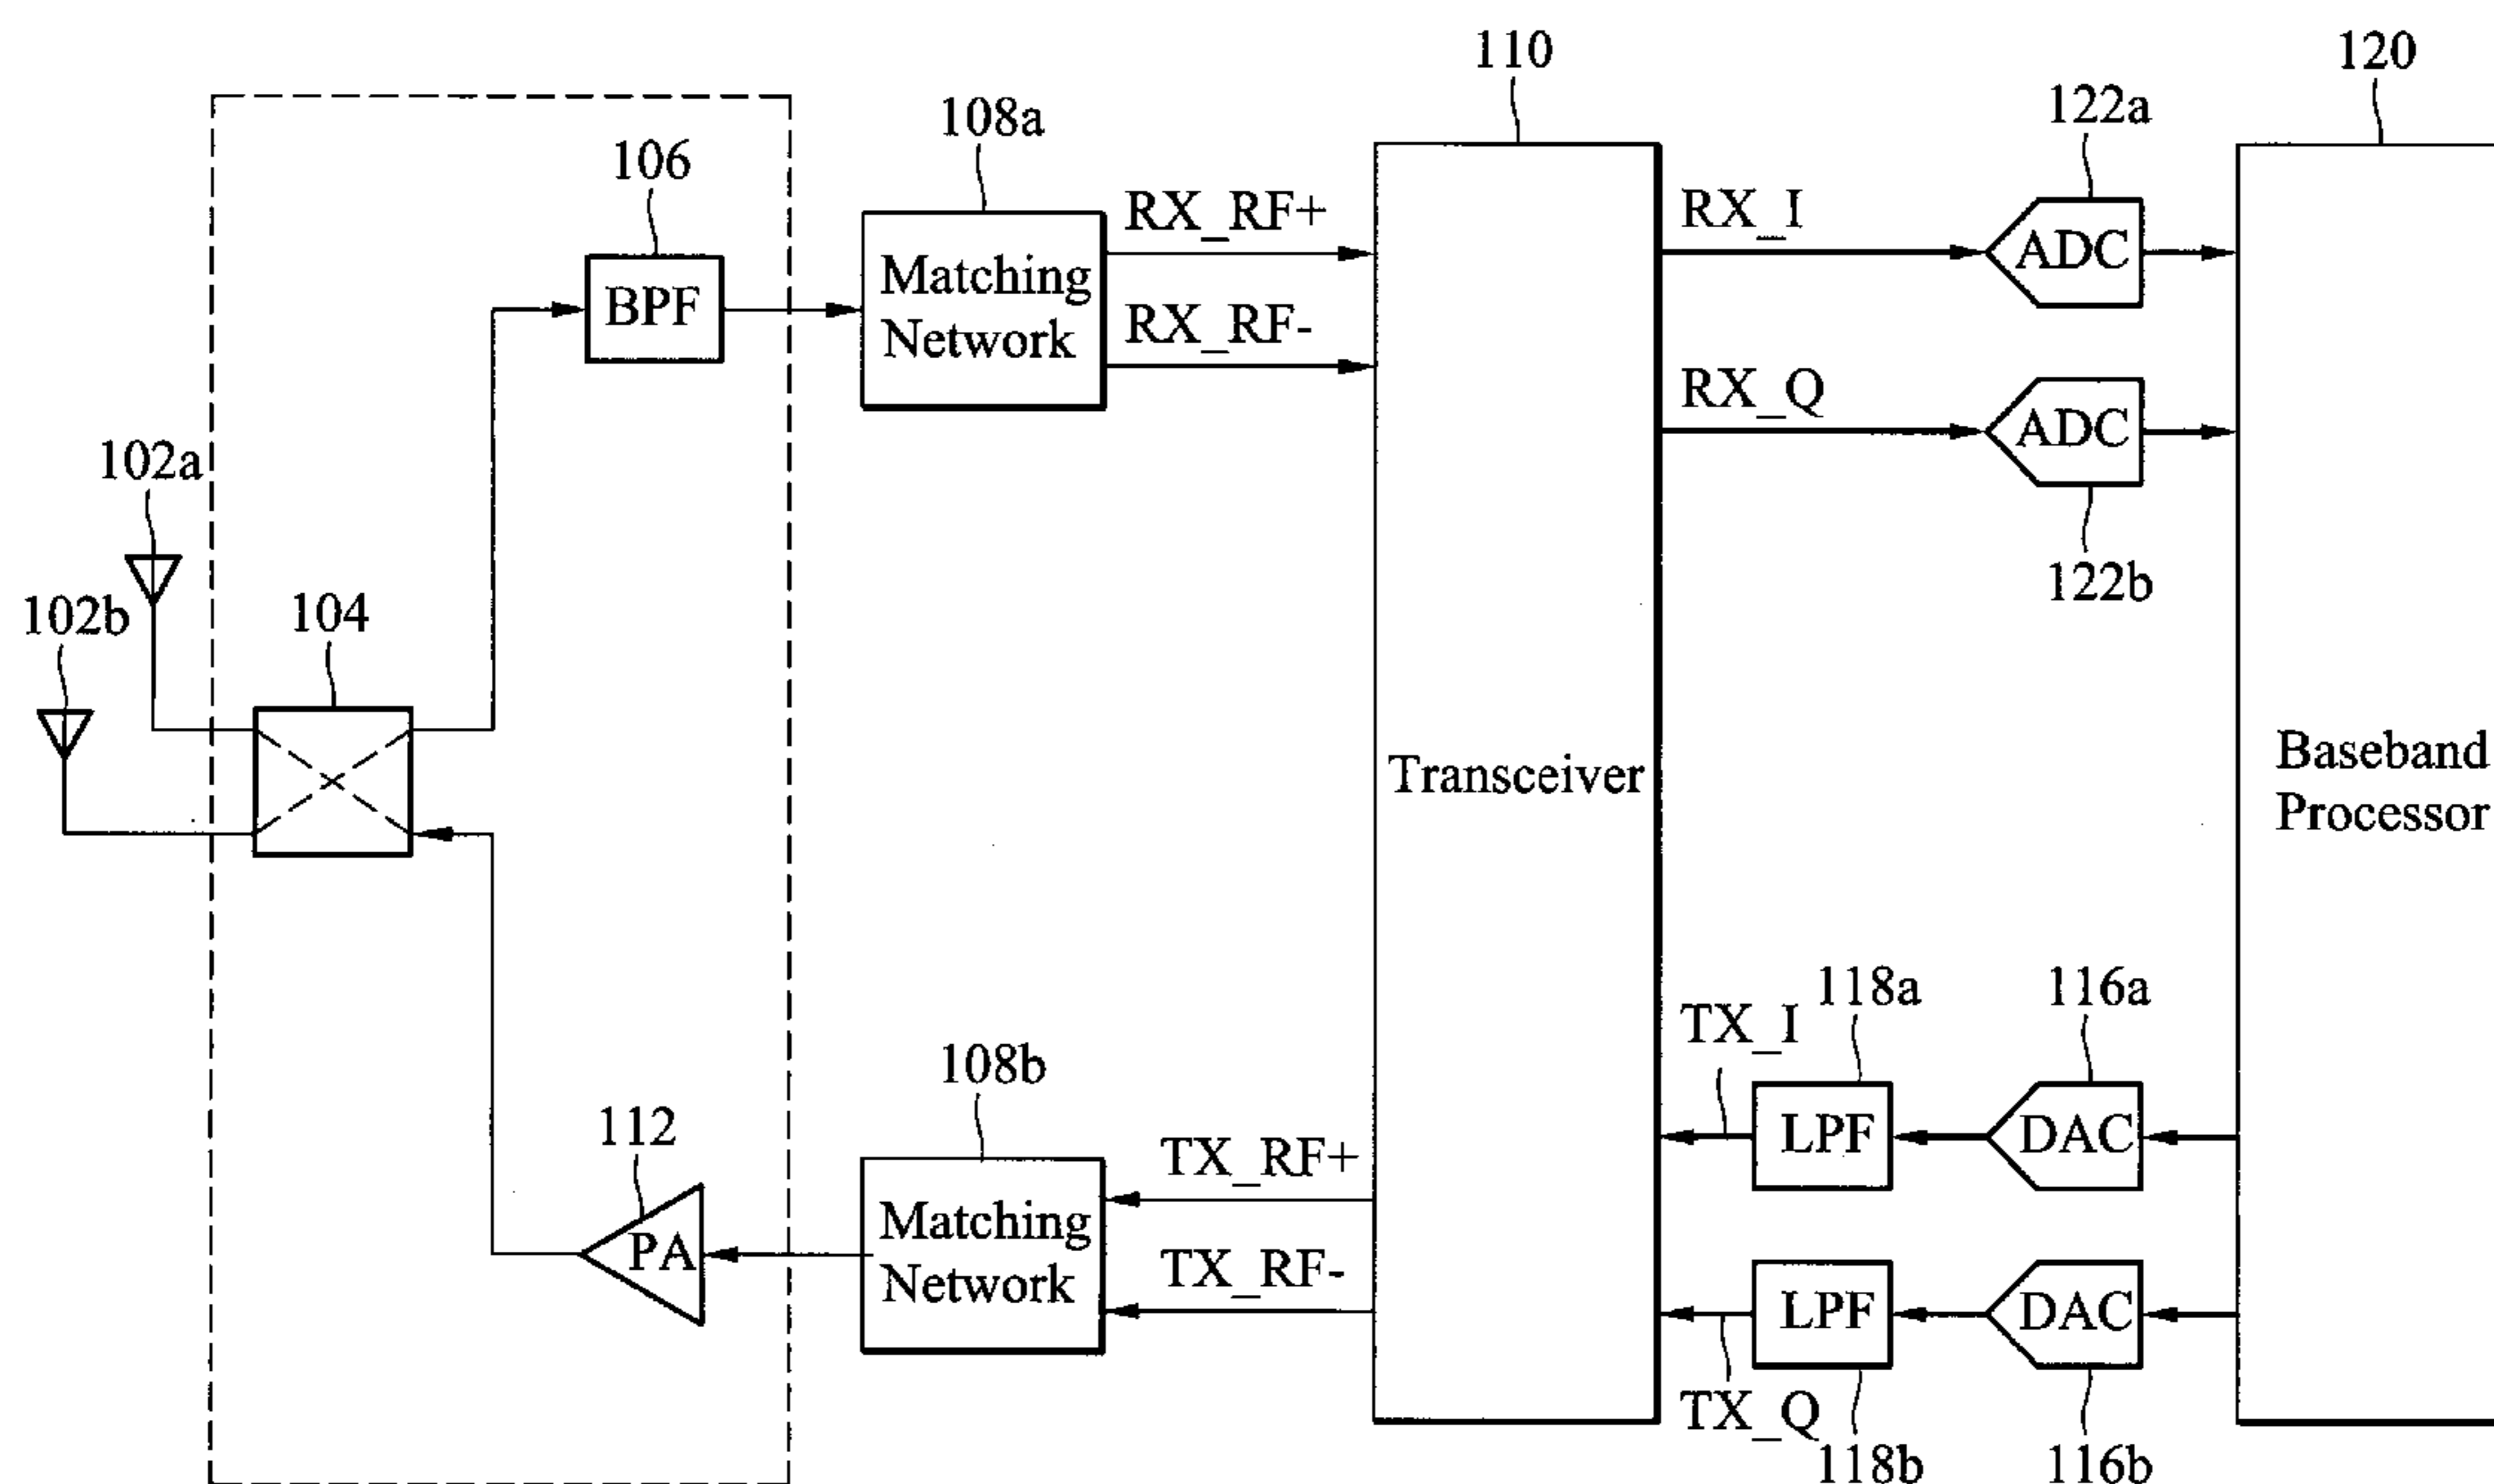 110
120
108a
122a
106
RX_RF+
RX_I
Matching
Network
ADC
BPF
RX_RF-
RX_Q
ADC
102a
122b
102b
104
Transceiver
Baseband
Processor
118a
116a
TX_I
108b
112
TX_RF+
LPF
DAC
Matching
Network
PA
TX_RF-
LPF
DAC
TX_Q
118b
116b